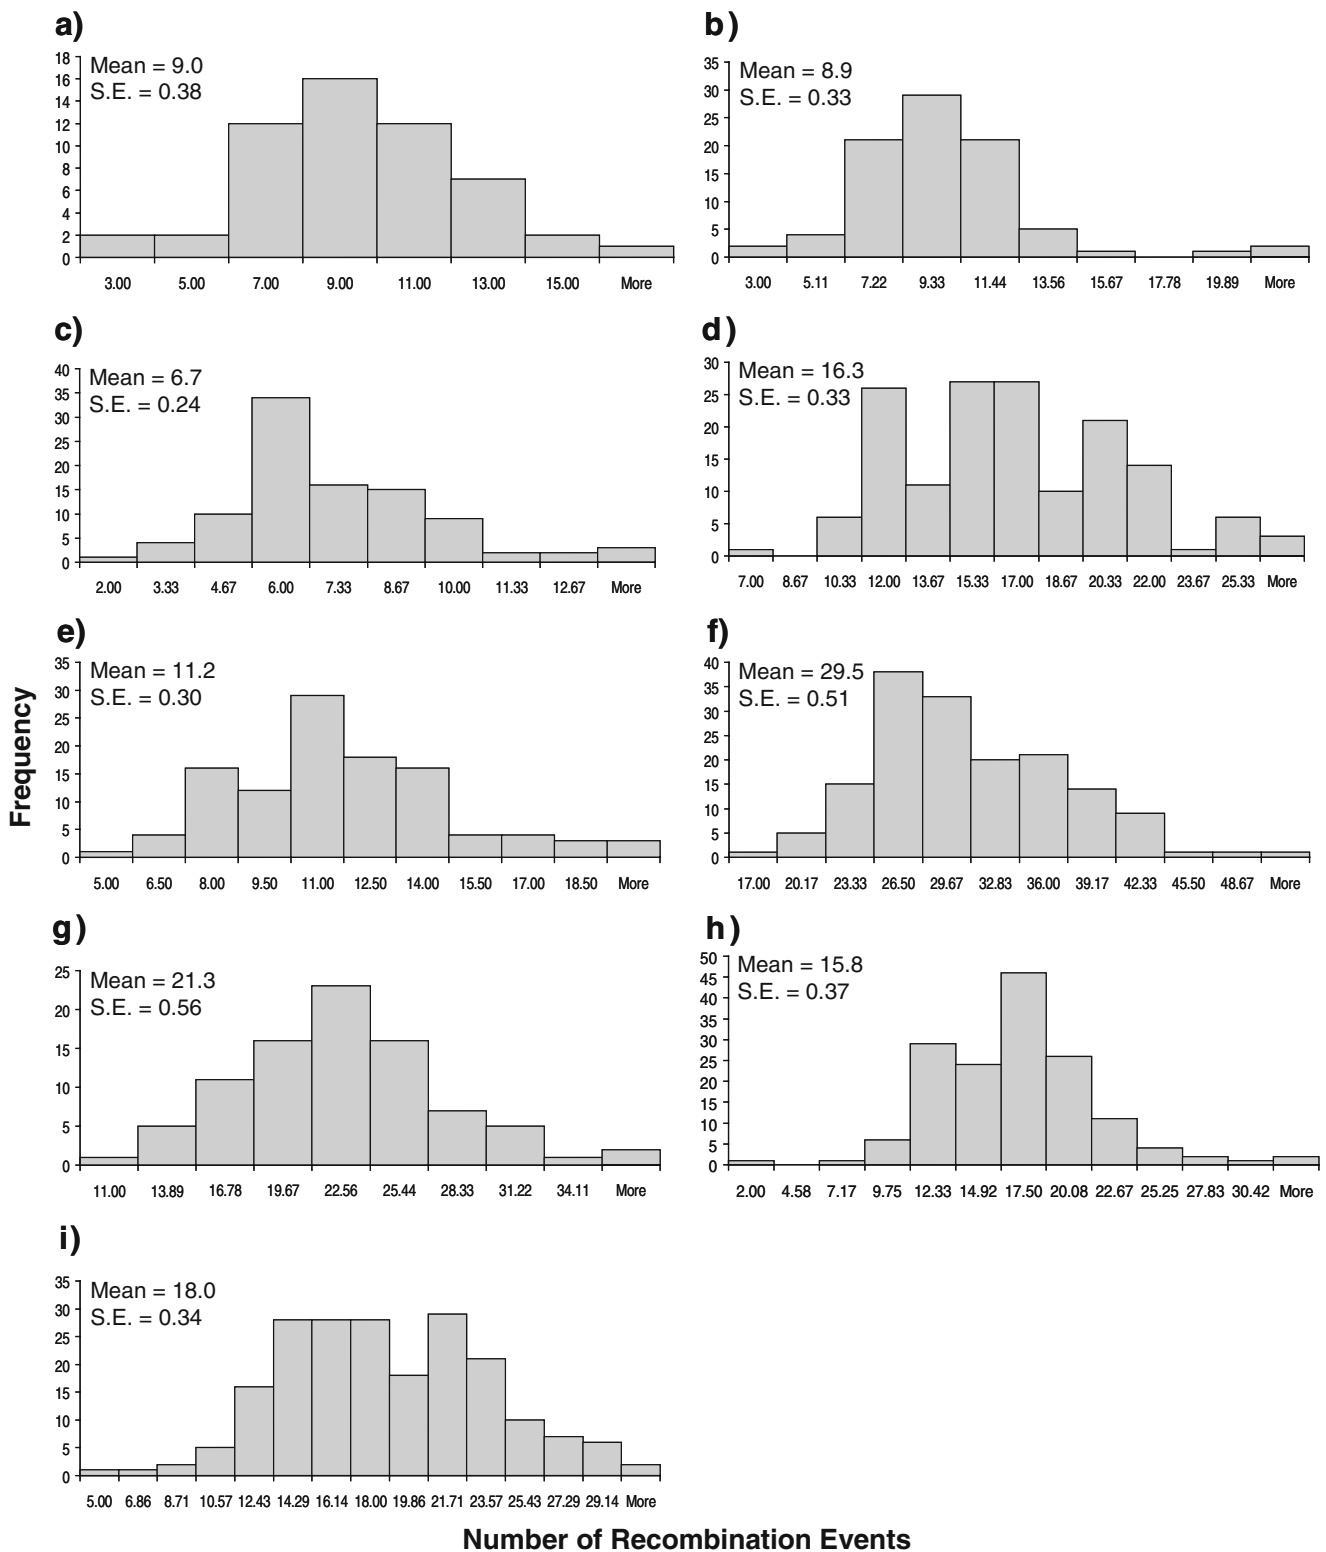 a)
Mean = 9.0
S.E. = 0.38
18
16
14
12
10
8
6
4
2
0
3.00 5.00 7.00 9.00 11.00 13.00 15.00 More
b)
Mean = 8.9
S.E. = 0.33
35
30
25
20
15
10
5
0
3.00 5.11 7.22 9.33 11.44 13.56 15.67 17.78 19.89 More
c)
Mean = 6.7
S.E. = 0.24
40
35
30
25
20
15
10
5
0
2.00 3.33 4.67 6.00 7.33 8.67 10.00 11.33 12.67 More
d)
Mean = 16.3
S.E. = 0.33
30
25
20
15
10
5
0
7.00 8.67 10.33 12.00 13.67 15.33 17.00 18.67 20.33 22.00 23.67 25.33 More
e)
Mean = 11.2
S.E. = 0.30
35
30
25
20
15
10
5
0
5.00 6.50 8.00 9.50 11.00 12.50 14.00 15.50 17.00 18.50 More
f)
Mean = 29.5
S.E. = 0.51
40
35
30
25
20
15
10
5
0
17.00 20.17 23.33 26.50 29.67 32.83 36.00 39.17 42.33 45.50 48.67 More
g)
Mean = 21.3
S.E. = 0.56
25
20
15
10
5
0
11.00 13.89 16.78 19.67 22.56 25.44 28.33 31.22 34.11 More
h)
Mean = 15.8
S.E. = 0.37
50
45
40
35
30
25
20
15
10
5
0
2.00 4.58 7.17 9.75 12.33 14.92 17.50 20.08 22.67 25.25 27.83 30.42 More
i)
Mean = 18.0
S.E. = 0.34
35
30
25
20
15
10
5
0
5.00 6.86 8.71 10.57 12.43 14.29 16.14 18.00 19.86 21.71 23.57 25.43 27.29 29.14 More
Frequency
Number of Recombination Events